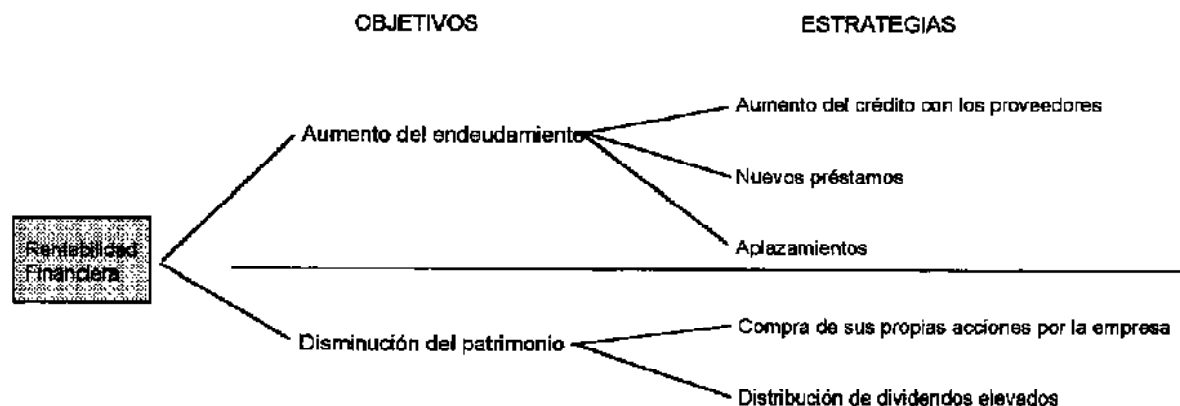 OBJETIVOS ESTRATEGIAS
Aumento del crédito con los proveedores
Aumento del endeudamiento
Nuevos préstamos
Aplazamientos
Rentabilidad
Financiera
Compra de sus propias acciones por la empresa
Disminución del patrimonio
Distribución de dividendos elevados